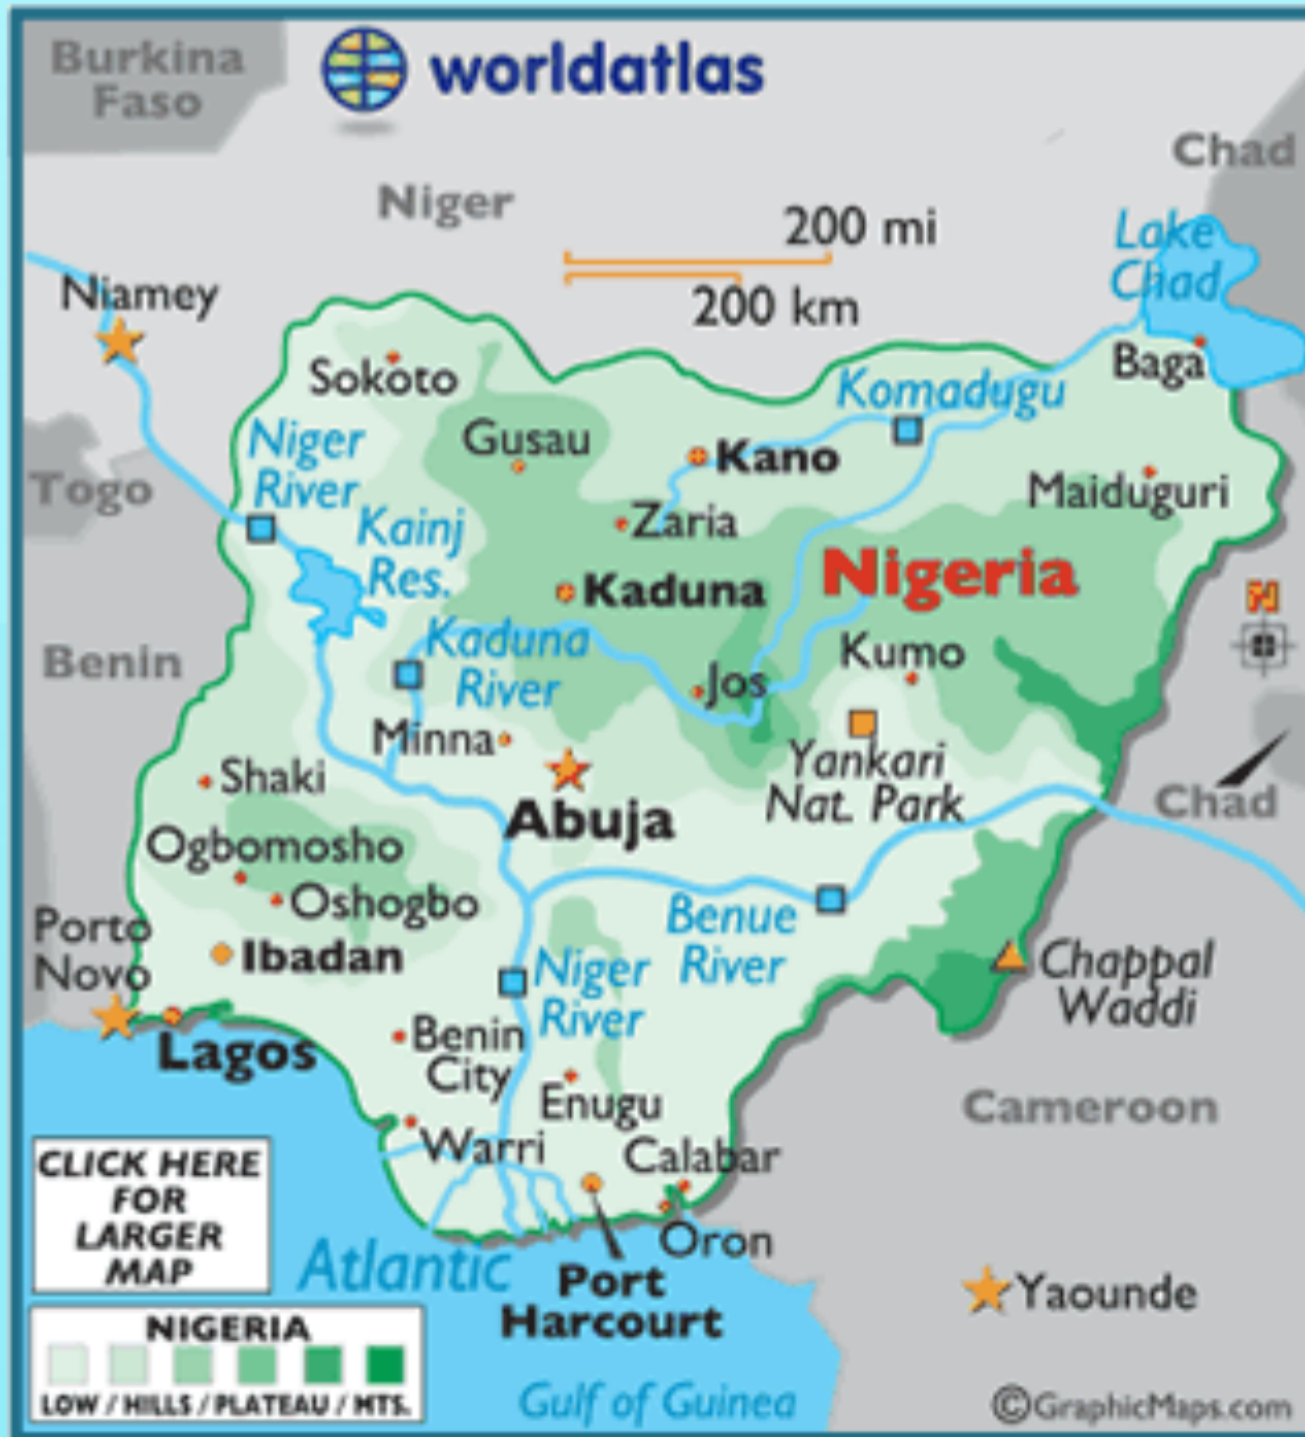 Burkina
Faso
worldatlas
Chad
Niger
200 mi
Lake
Chad
200 km
Niamey
Sokoto
Baga
Komadugu
Niger
River
Gusau
Kano
Maiduguri
Togo
Zaria
Kainj
Res.
Nigeria
Kaduna
N
Kaduna
River
Kumo
Benin
Jos
Minna
Yankari
Nat. Park
Shaki
Abuja
Chad
Ogbomosho
Oshogbo
Benue
River
Porto
Novo
Ibadan
Niger
River
Chappal
Waddi
Lagos
Benin
City
Enugu
Cameroon
Warri
Calabar
CLICK HERE
FOR
LARGER
MAP
Oron
Atlantic
Port
Harcourt
Yaounde
NIGERIA
LOW / HILLS / PLATEAU / MTS.
Gulf of Guinea
©GraphicMaps.com